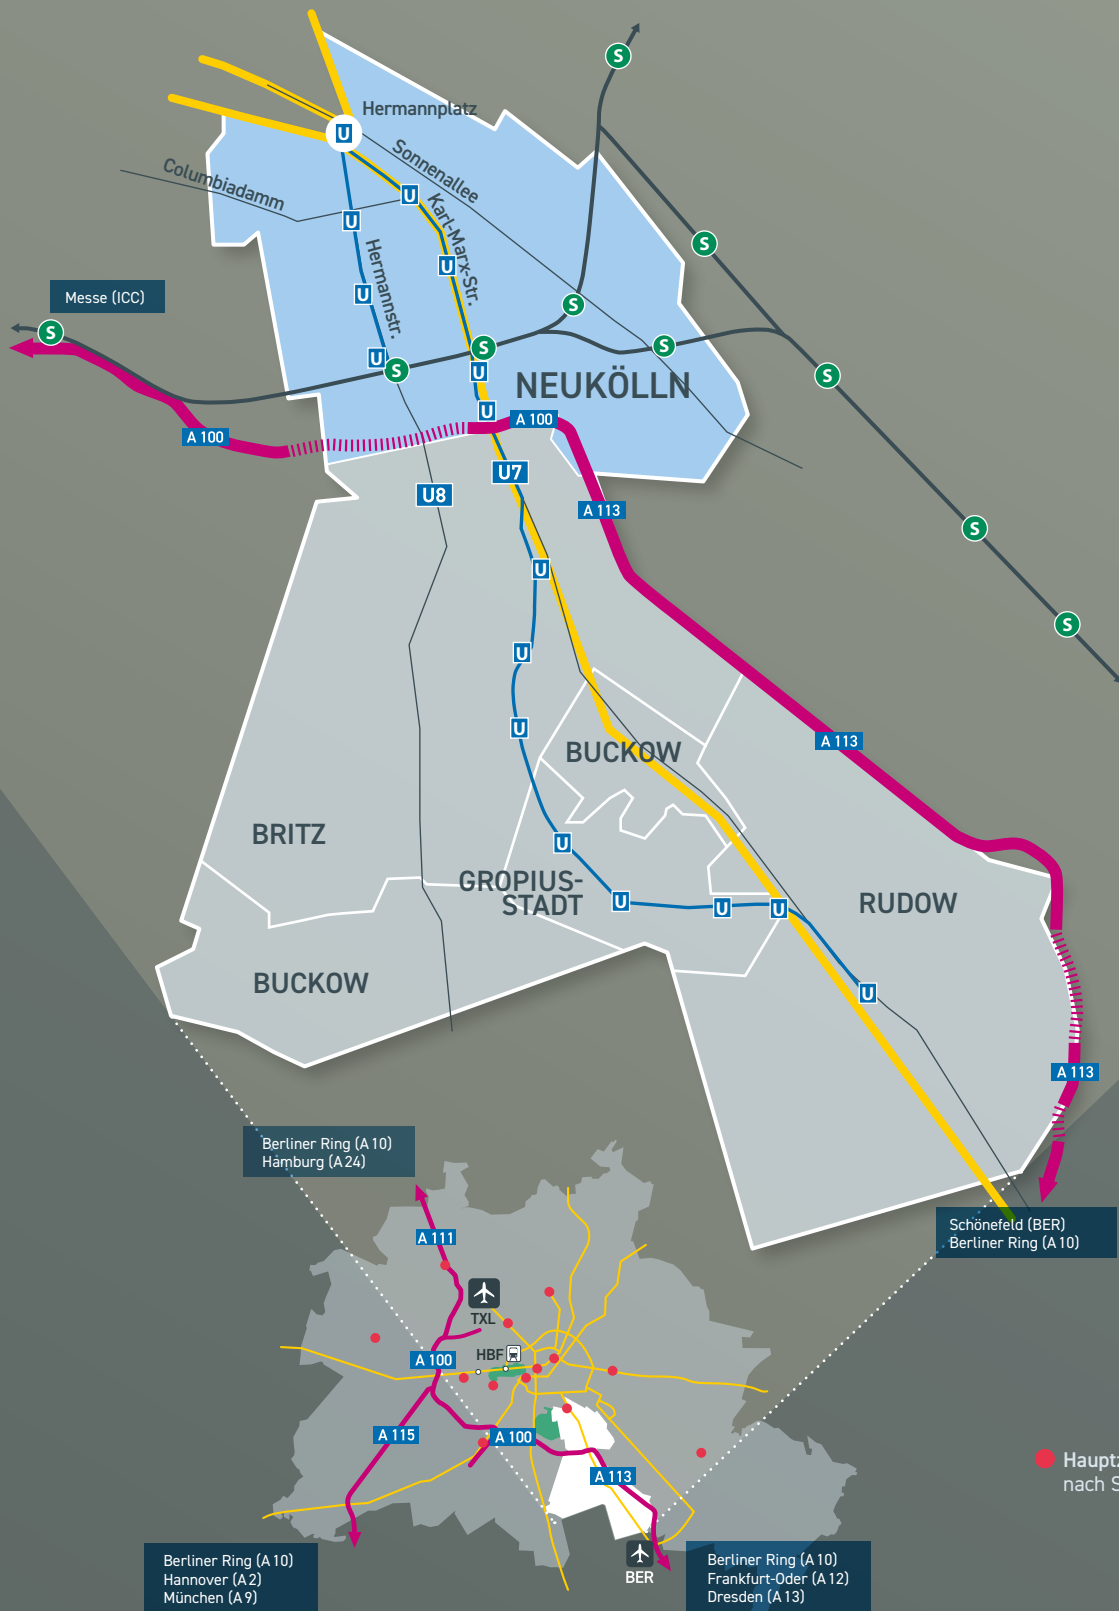 S
Hermannplatz
U
Sonnenallee
Columbiadamm
U
Karl-Marx-Str.
U
S
Hermannstr.
U
Messe (ICC)
U
S
S
S
S
U
S
U
S
S
NEUKÖLLN
U
A 100
A 100
U7
U8
A 113
S
U
S
U
U
A 113
BUCKOW
BRITZ
U
GROPIUS-
STADT
U
U
U
RUDOW
BUCKOW
U
A 113
Berliner Ring (A 10)
Hamburg (A 24)
Schönefeld (BER)
Berliner Ring (A 10)
A 111
TXL
HBF
A 100
A 115
A 100
A 113
Hauptz
nach S
BER
Berliner Ring (A 10)
Hannover (A 2)
München (A 9)
Berliner Ring (A 10)
Frankfurt-Oder (A 12)
Dresden (A 13)